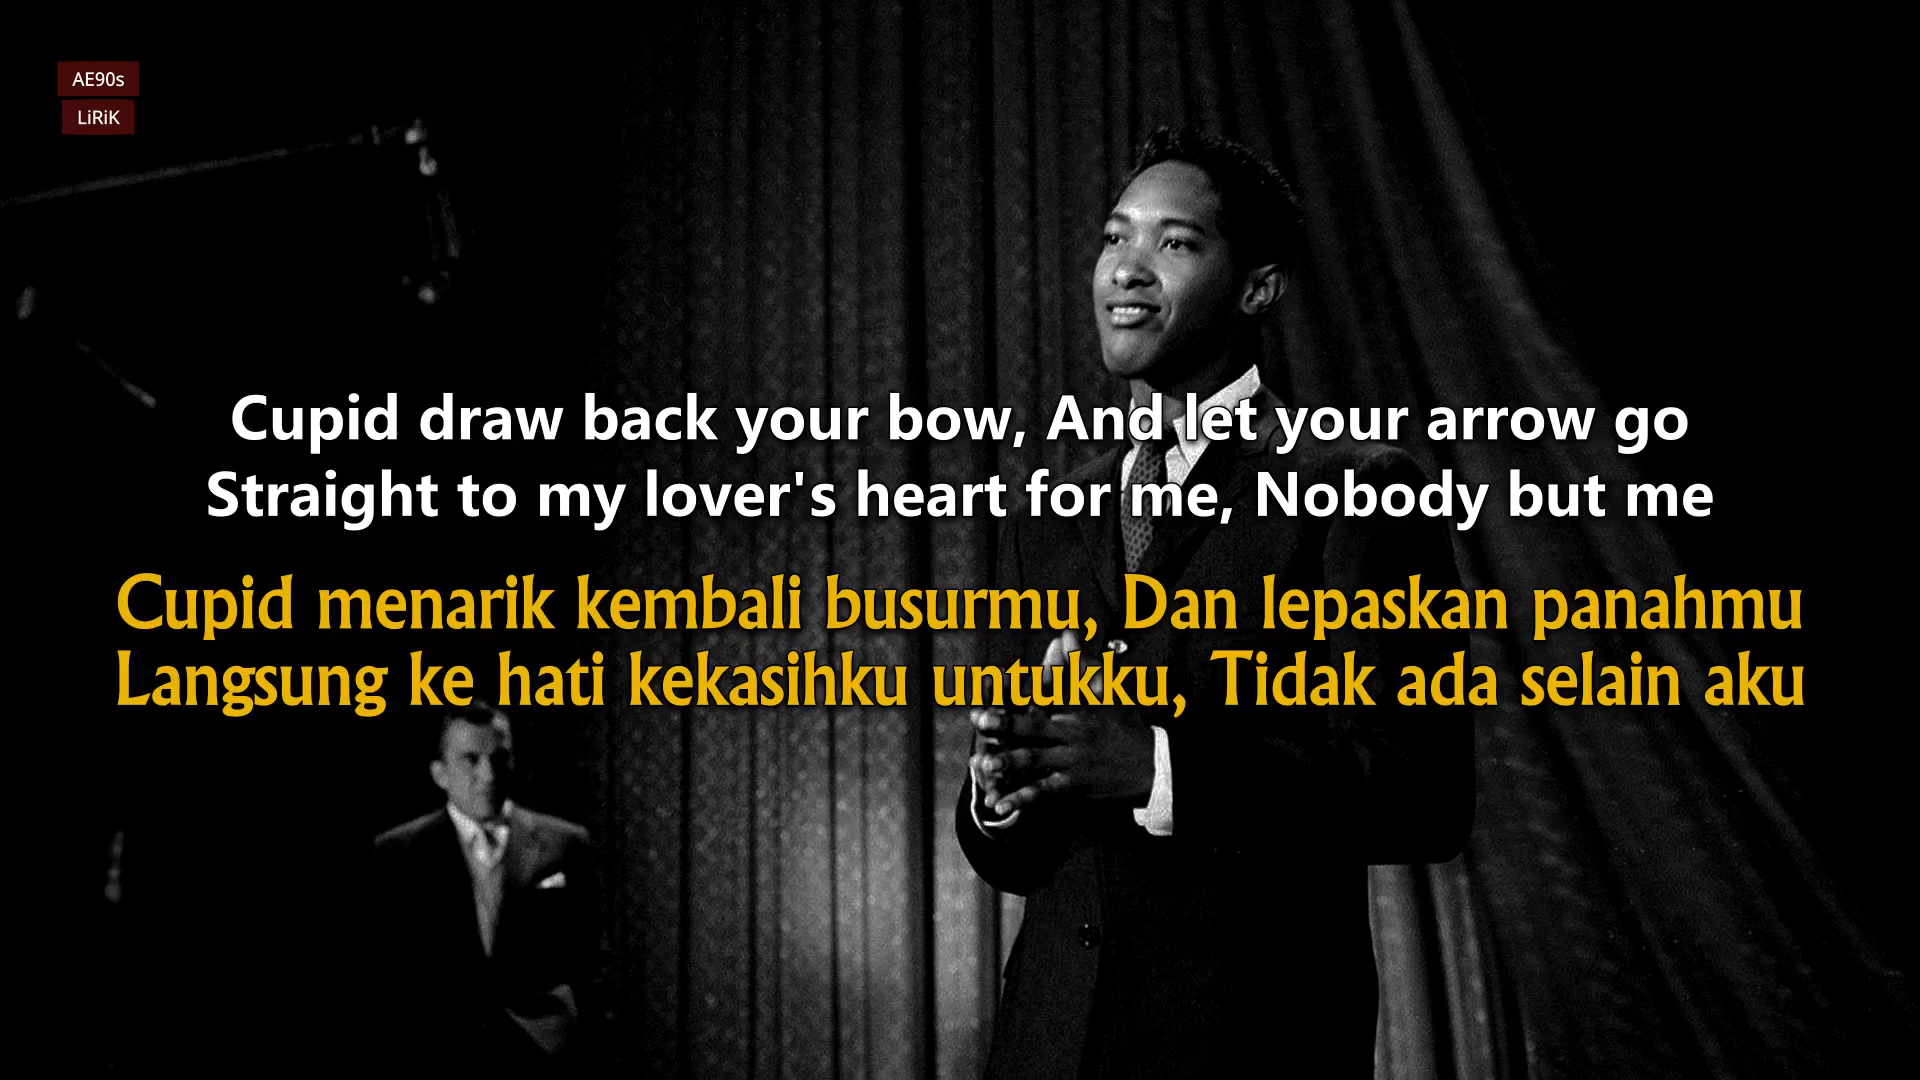 AE90s
LiRiK
Cupid draw back your bow, And let your arrow go
Straight to my lover's heart for me, Nobody but me
Cupid menarik kembali busurmu, Dan lepaskan panahmu
Langsung ke hati kekasihku untukku, Tidak ada selain aku